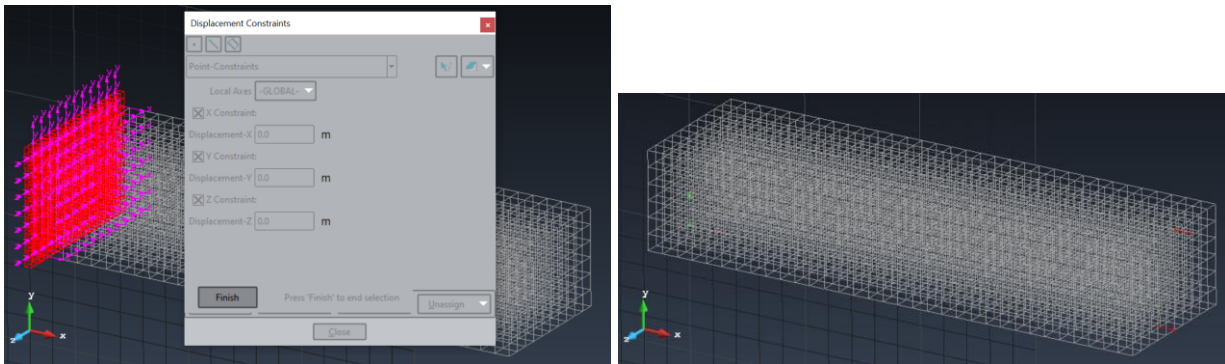 Displacement Constraints
Point-Constraints
Local Axes -GLOBAL-
X Constraint:
Displacement-X 0.0 m
Y Constraint:
Displacement-Y 0.0 m
Z Constraint:
Displacement-Z 0.0 m
Finish Press 'Finish' to end selection
Unassign
Close
y
z x
y
z x